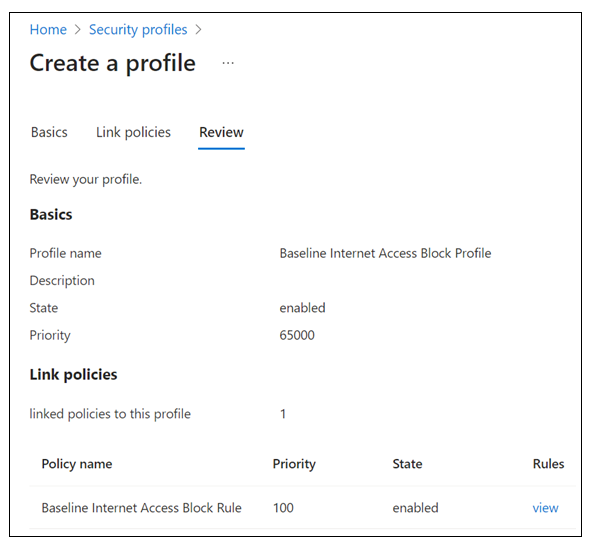 Home > Security profiles >
Create a profile ...
Basics Link policies Review
Review your profile.
Basics
Profile name Baseline Internet Access Block Profile
Description
State enabled
Priority 65000
Link policies
linked policies to this profile 1
Policy name Priority State Rules
Baseline Internet Access Block Rule 100 enabled view